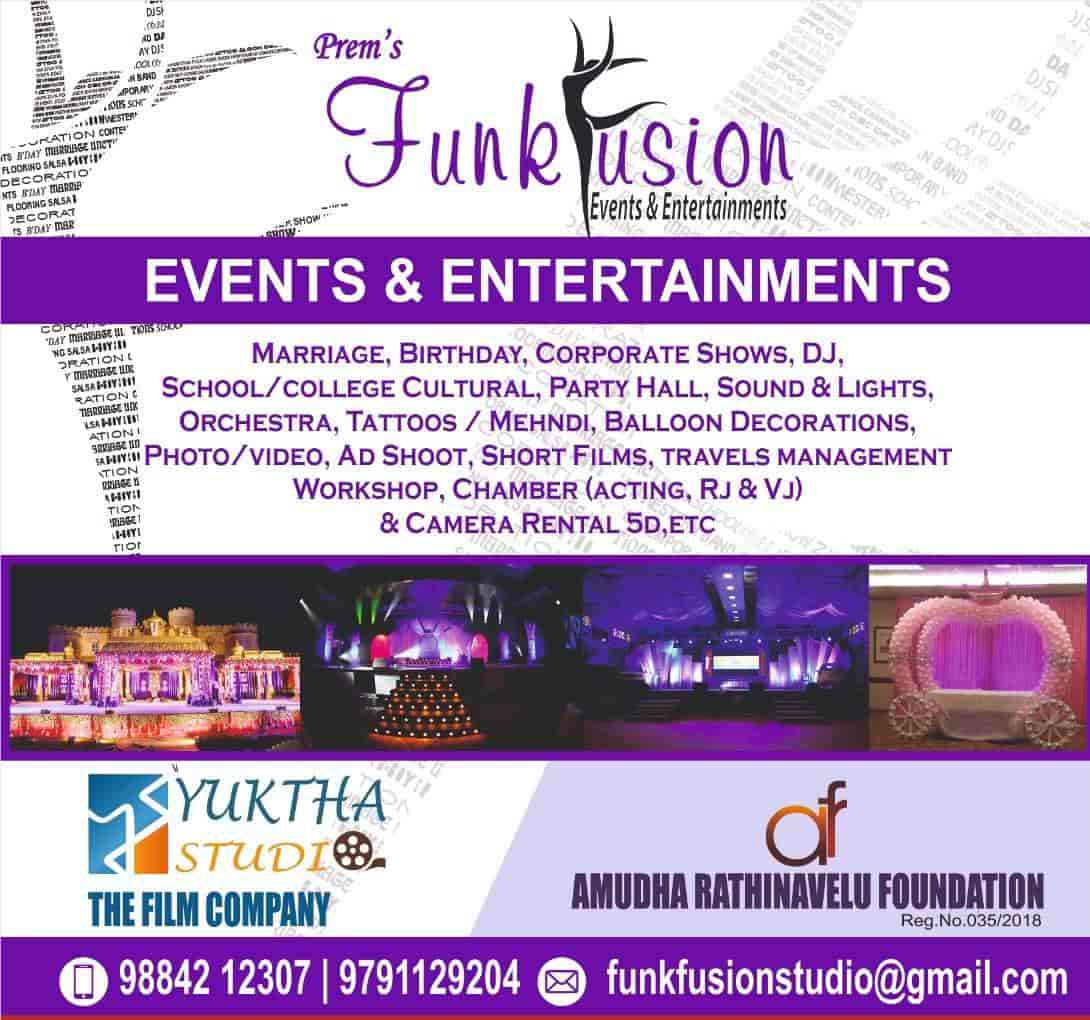 Prem's
FunkFusion
Events & Entertainments
EVENTS & ENTERTAINMENTS
MARRIAGE, BIRTHDAY, CORPORATE SHOWS, DJ,
SCHOOL/COLLEGE CULTURAL, PARTY HALL, SOUND & LIGHTS,
ORCHESTRA, TATTOOS / MEHNDI, BALLOON DECORATIONS,
PHOTO/VIDEO, AD SHOOT, SHORT FILMS, TRAVELS MANAGEMENT
WORKSHOP, CHAMBER (ACTING, RJ & VJ)
& CAMERA RENTAL 5D,ETC
YUKTHA
STUDIO
THE FILM COMPANY
af
AMUDHA RATHINAVELU FOUNDATION
Reg.No.035/2018
98842 12307 | 9791129204 funkfusionstudio@gmail.com